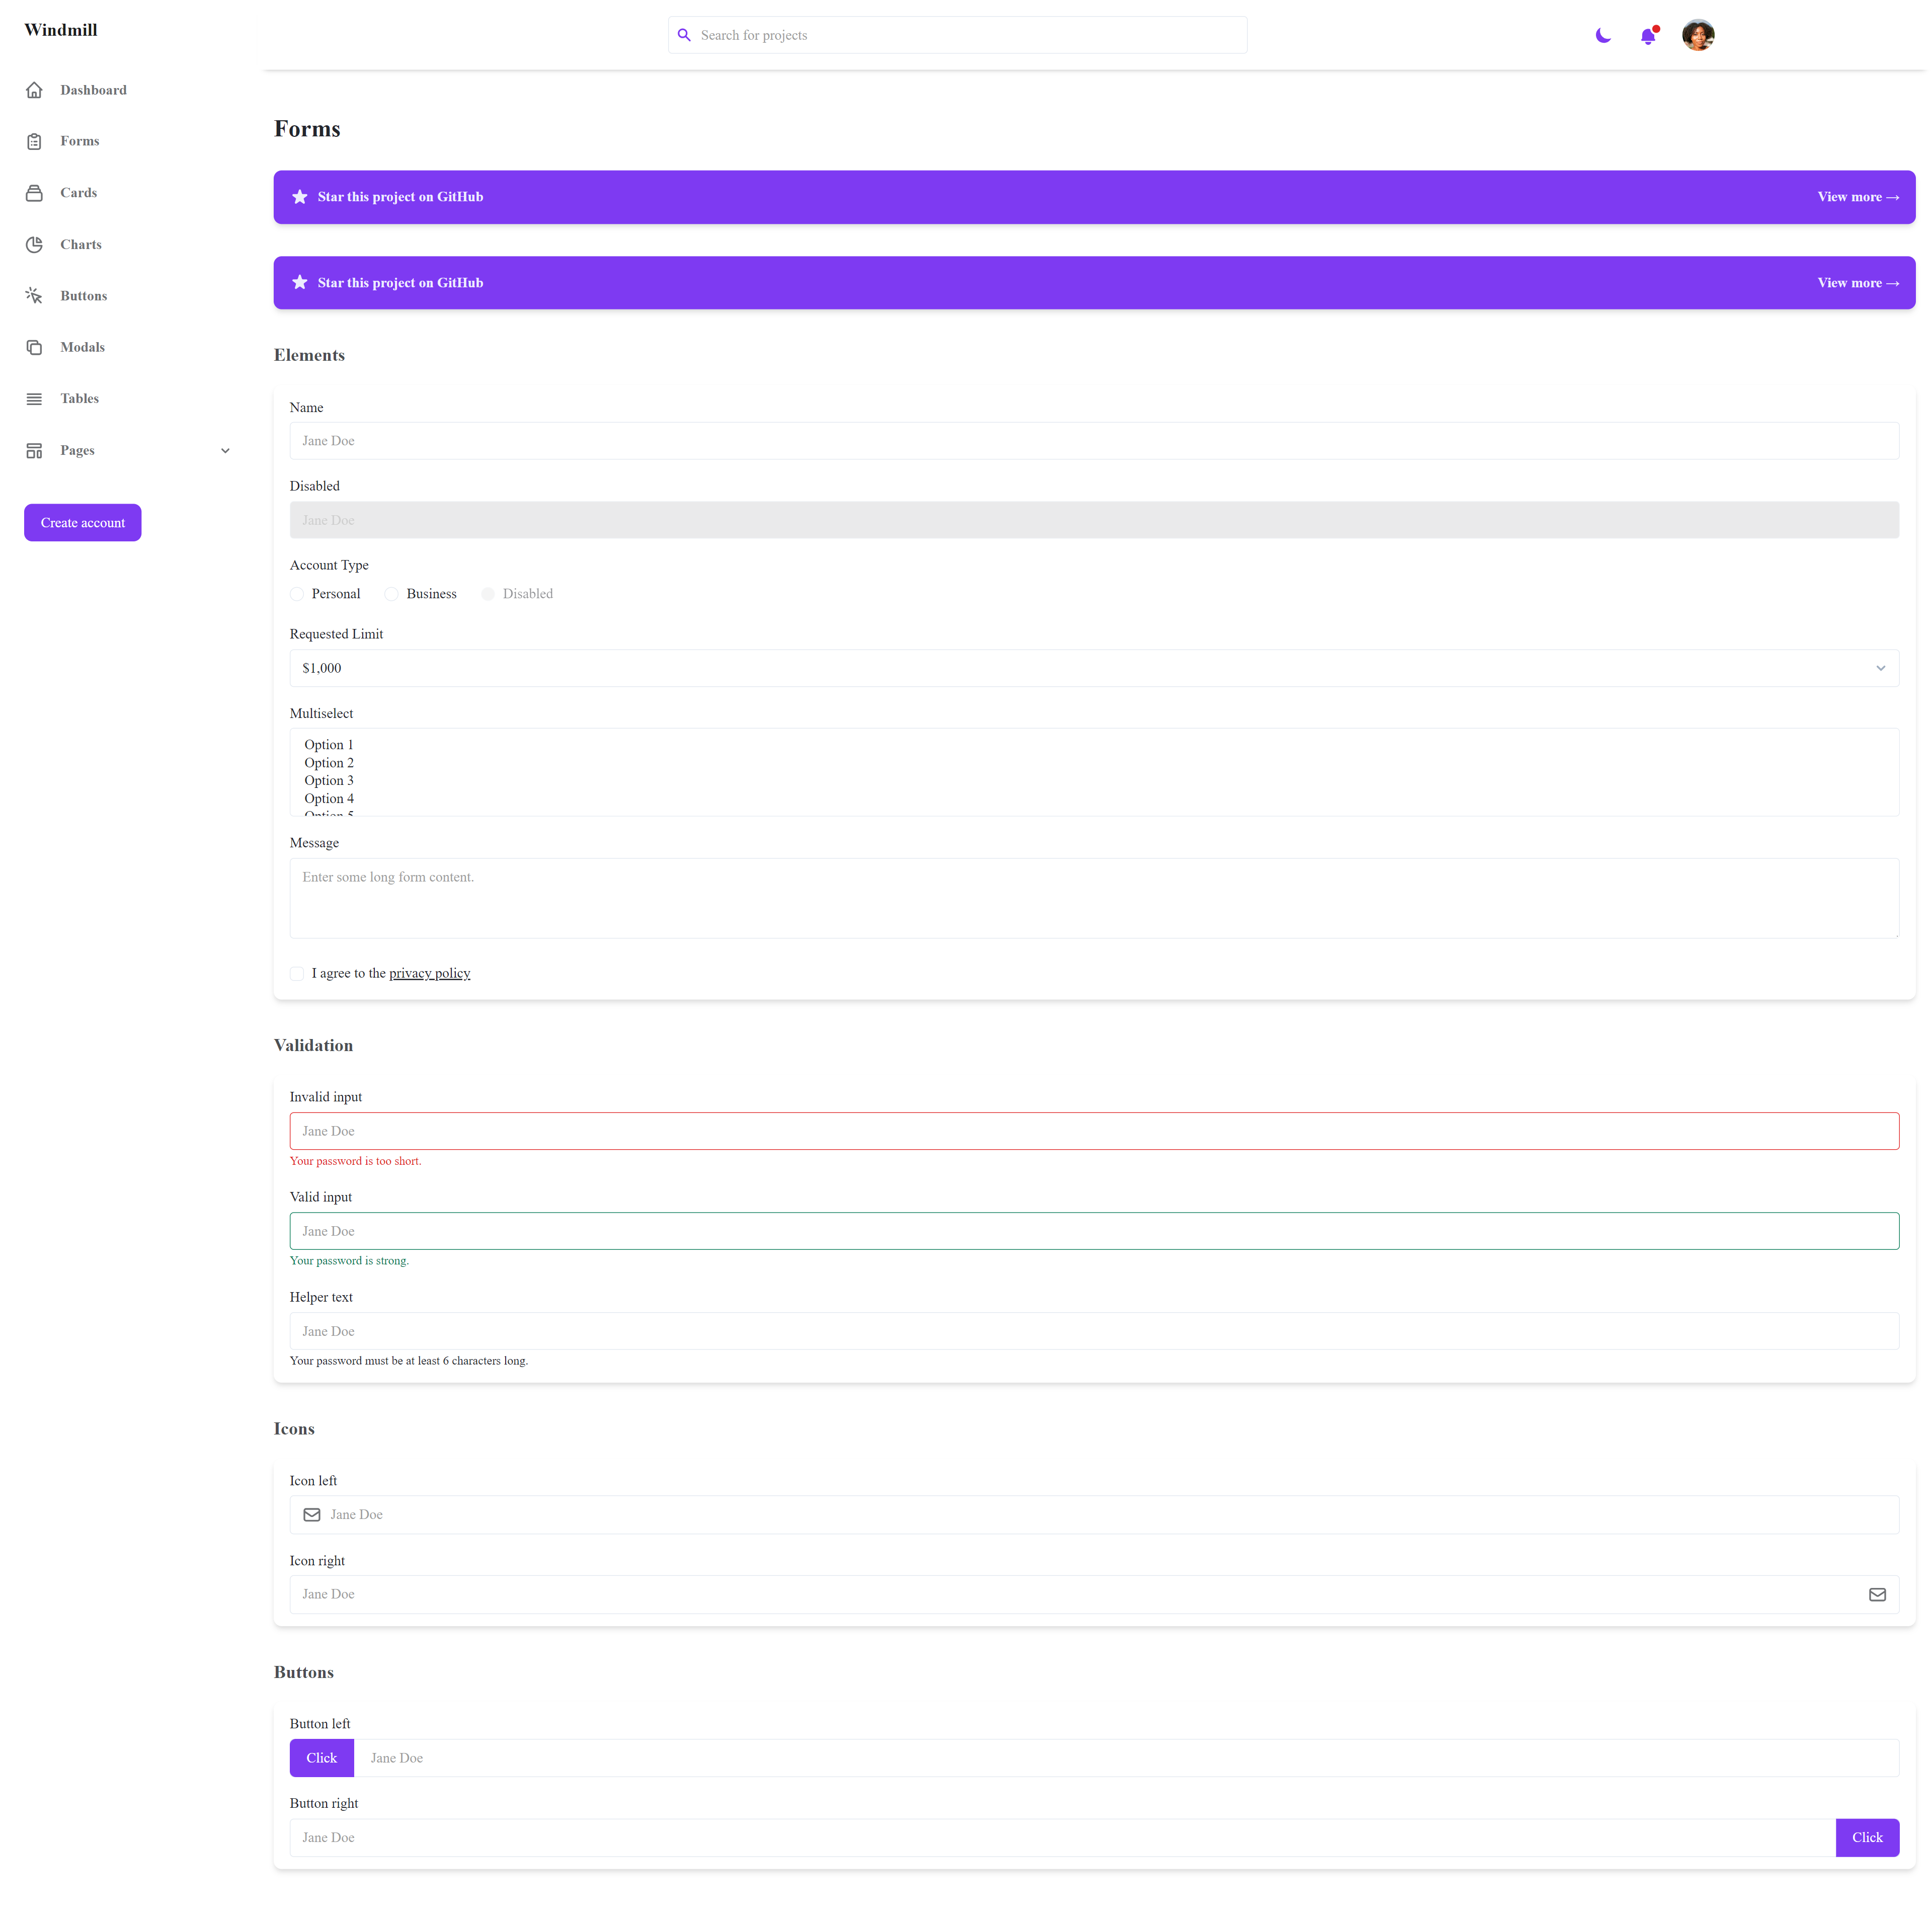 Windmill
Search for projects
Dashboard
Forms
Cards
Charts
Buttons
Modals
Tables
Pages
Create account
Forms
Star this project on GitHub
View more →
Star this project on GitHub
View more →
Elements
Name
Jane Doe
Disabled
Jane Doe
Account Type
Personal
Business
Disabled
Requested Limit
$1,000
Multiselect
Option 1
Option 2
Option 3
Option 4
Option 5
Message
Enter some long form content.
I agree to the privacy policy
Validation
Invalid input
Jane Doe
Your password is too short.
Valid input
Jane Doe
Your password is strong.
Helper text
Jane Doe
Your password must be at least 6 characters long.
Icons
Icon left
Jane Doe
Icon right
Jane Doe
Buttons
Button left
Click
Jane Doe
Button right
Jane Doe
Click